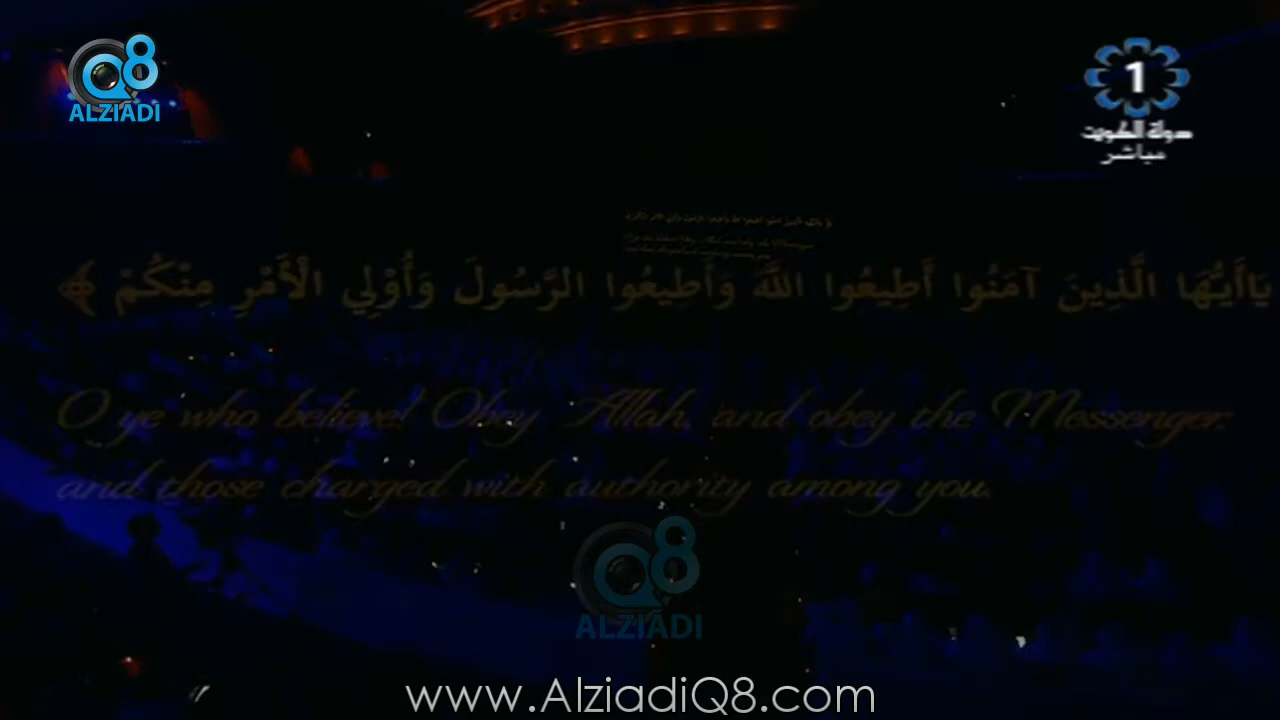 Q8
ALZIADI
1
دولة الكويت
مباشر
يَاأَيُّهَا الَّذِينَ آمَنُوا أَطِيعُوا اللَّهَ وَأَطِيعُوا الرَّسُولَ وَأُوْلِي الْأَمْرِ مِنْكُمْ ﴾
O ye who believe! Obey Allah, and obey the Messenger,
and those charged with authority among you.
Q8
ALZIADI
www.AlziadiQ8.com